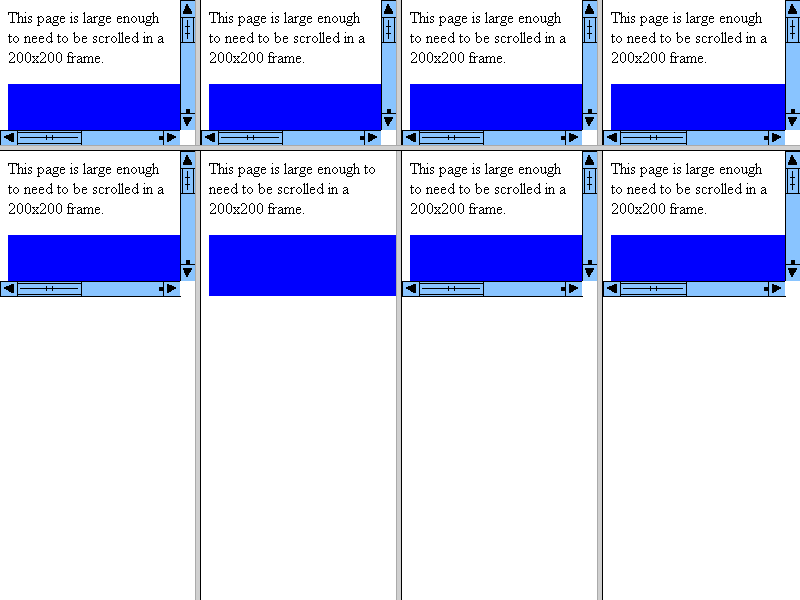 This page is large enough
to need to be scrolled in a
200x200 frame.
This page is large enough
to need to be scrolled in a
200x200 frame.
This page is large enough
to need to be scrolled in a
200x200 frame.
This page is large enough
to need to be scrolled in a
200x200 frame.
This page is large enough
to need to be scrolled in a
200x200 frame.
This page is large enough to
need to be scrolled in a
200x200 frame.
This page is large enough
to need to be scrolled in a
200x200 frame.
This page is large enough
to need to be scrolled in a
200x200 frame.